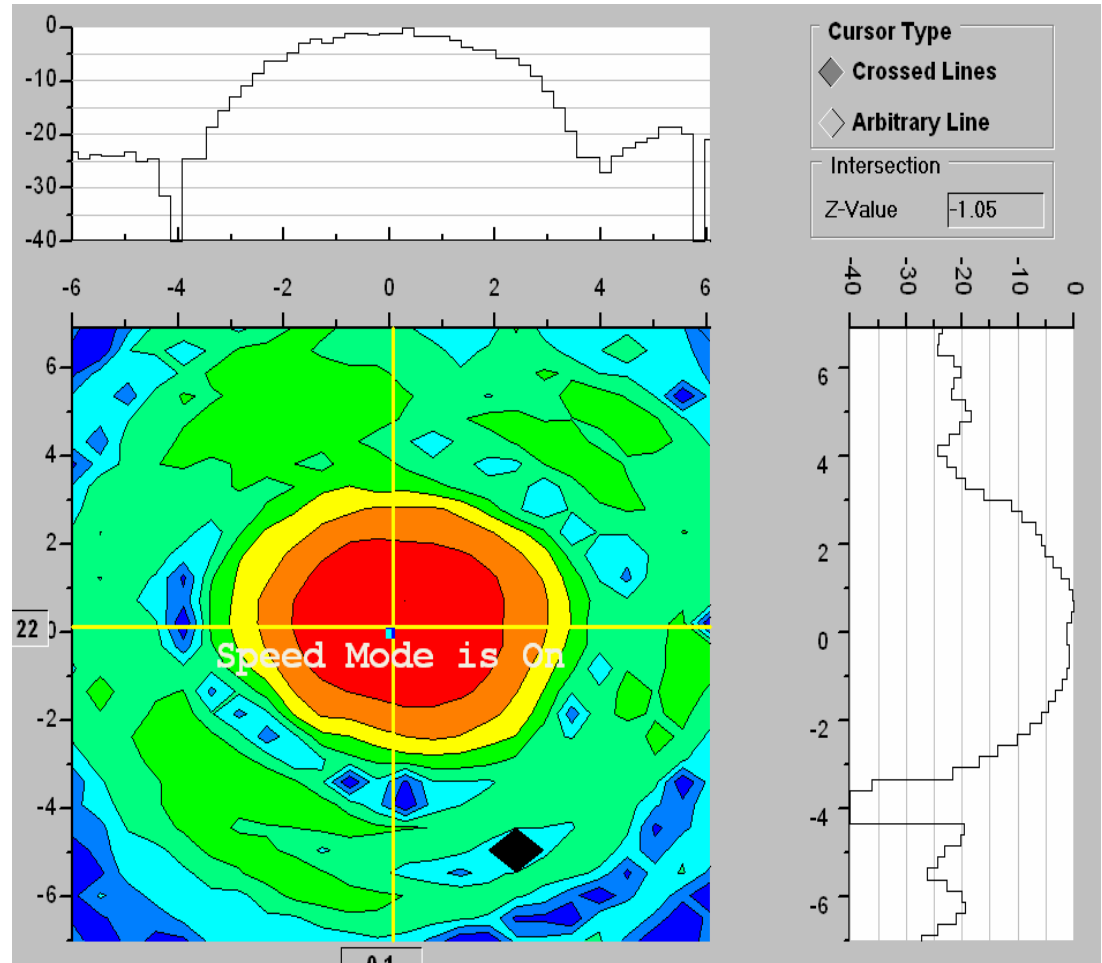 0
-10
-20
-30
-40
-6 -4 -2 0 2 4 6
Cursor Type
Crossed Lines
Arbitrary Line
Intersection
Z-Value -1.05
-40 -30 -20 -10 0
6
4
2
0
-2
-4
-6
22
Speed Mode is On
6
4
2
0
-2
-4
-6